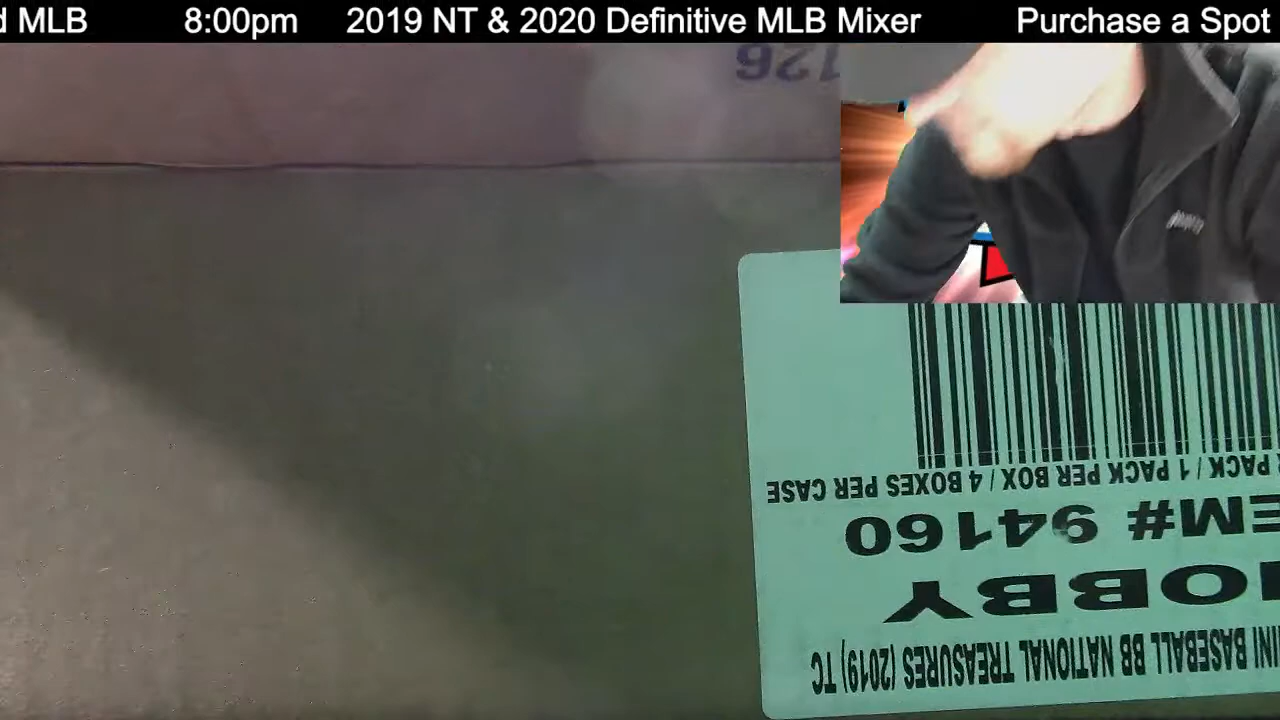 d MLB 8:00pm 2019 NT & 2020 Definitive MLB Mixer Purchase a Spot
126
INI BASEBALL BB NATIONAL TREASURES (2019) TC
OBBY
EM# 94160
R PACK / 1 PACK PER BOX / 4 BOXES PER CASE